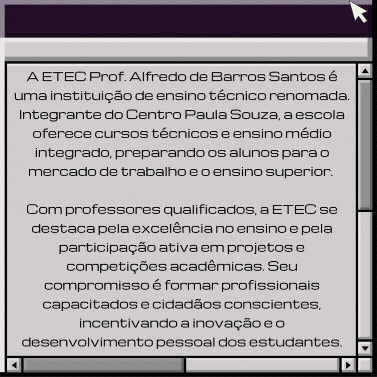 A ETEC Prof. Alfredo de Barros Santos é
uma instituição de ensino técnico renomada.
Integrante do Centro Paula Souza, a escola
oferece cursos técnicos e ensino médio
integrado, preparando os alunos para o
mercado de trabalho e o ensino superior.
Com professores qualificados, a ETEC se
destaca pela excelência no ensino e pela
participação ativa em projetos e
competições acadêmicas. Seu
compromisso é formar profissionais
capacitados e cidadãos conscientes,
incentivando a inovação e o
desenvolvimento pessoal dos estudantes.